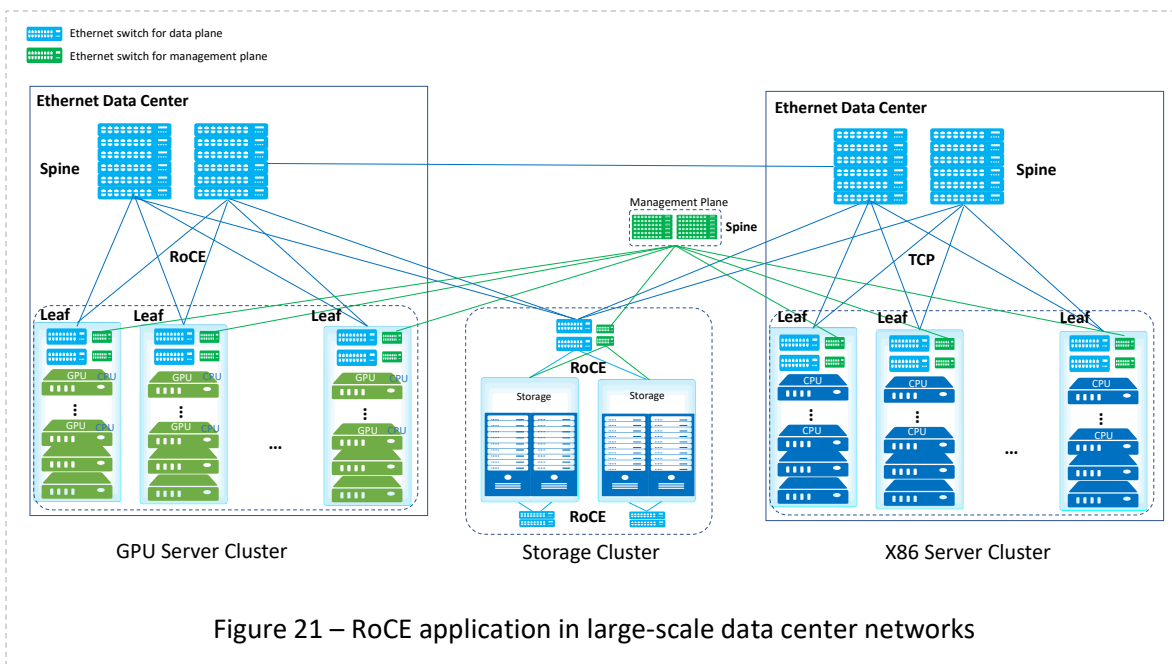 Ethernet switch for data plane
Ethernet switch for management plane
Ethernet Data Center
Ethernet Data Center
Spine
Spine
Management Plane
Spine
RoCE
TCP
Leaf
Leaf
Leaf
Leaf
Leaf
Leaf
RoCE
GPU CPU
GPU CPU
GPU CPU
Storage
Storage
CPU
CPU
CPU
GPU CPU
GPU CPU
GPU CPU
CPU
CPU
CPU
...
...
RoCE
GPU Server Cluster
Storage Cluster
X86 Server Cluster
Figure 21 – RoCE application in large-scale data center networks